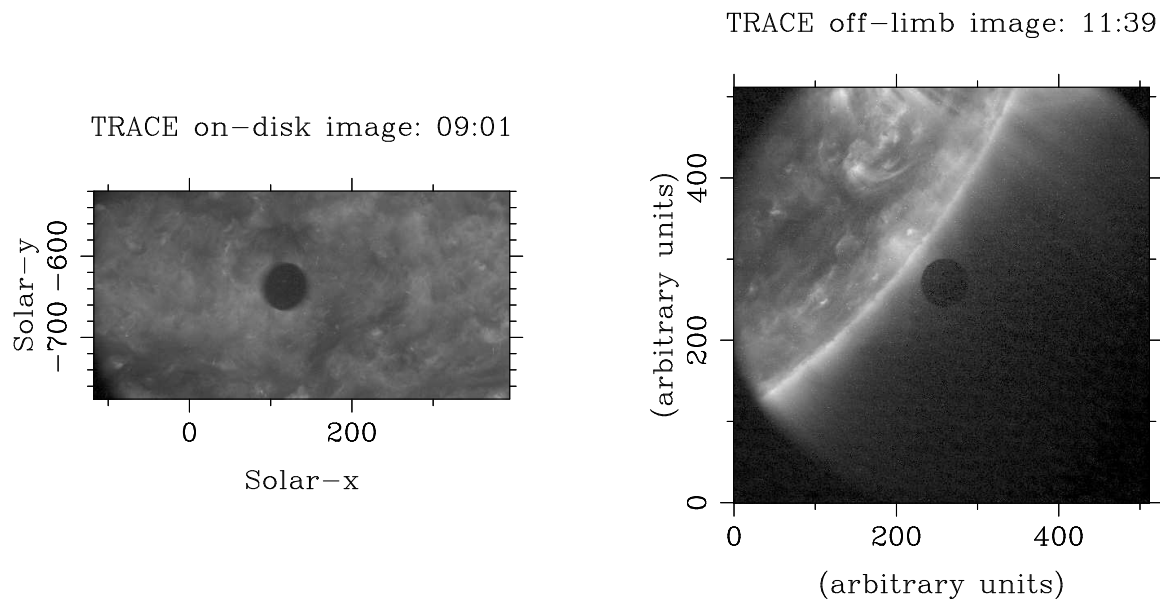 TRACE on−disk image: 09:01
Solar−y
−700 −600
0 200
Solar−x
TRACE off−limb image: 11:39
(arbitrary units)
0 200 400
0 200 400
(arbitrary units)